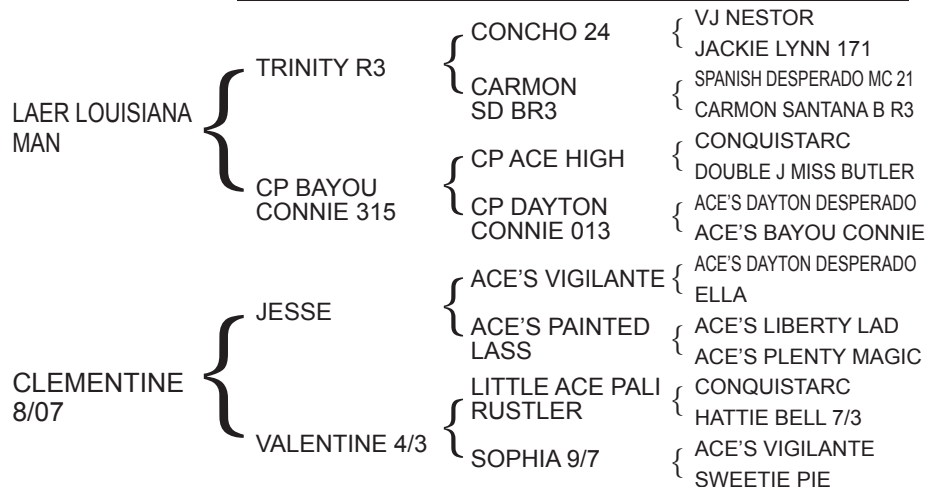 LAER LOUISIANA
MAN
TRINITY R3
CONCHO 24
VJ NESTOR
JACKIE LYNN 171
CARMON
SD BR3
SPANISH DESPERADO MC 21
CARMON SANTANA B R3
CP BAYOU
CONNIE 315
CP ACE HIGH
CONQUISTARC
DOUBLE J MISS BUTLER
CP DAYTON
CONNIE 013
ACE'S DAYTON DESPERADO
ACE'S BAYOU CONNIE
CLEMENTINE
8/07
JESSE
ACE'S VIGILANTE
ACE'S DAYTON DESPERADO
ELLA
ACE'S PAINTED
LASS
ACE'S LIBERTY LAD
ACE'S PLENTY MAGIC
VALENTINE 4/3
LITTLE ACE PALI
RUSTLER
CONQUISTARC
HATTIE BELL 7/3
SOPHIA 9/7
ACE'S VIGILANTE
SWEETIE PIE